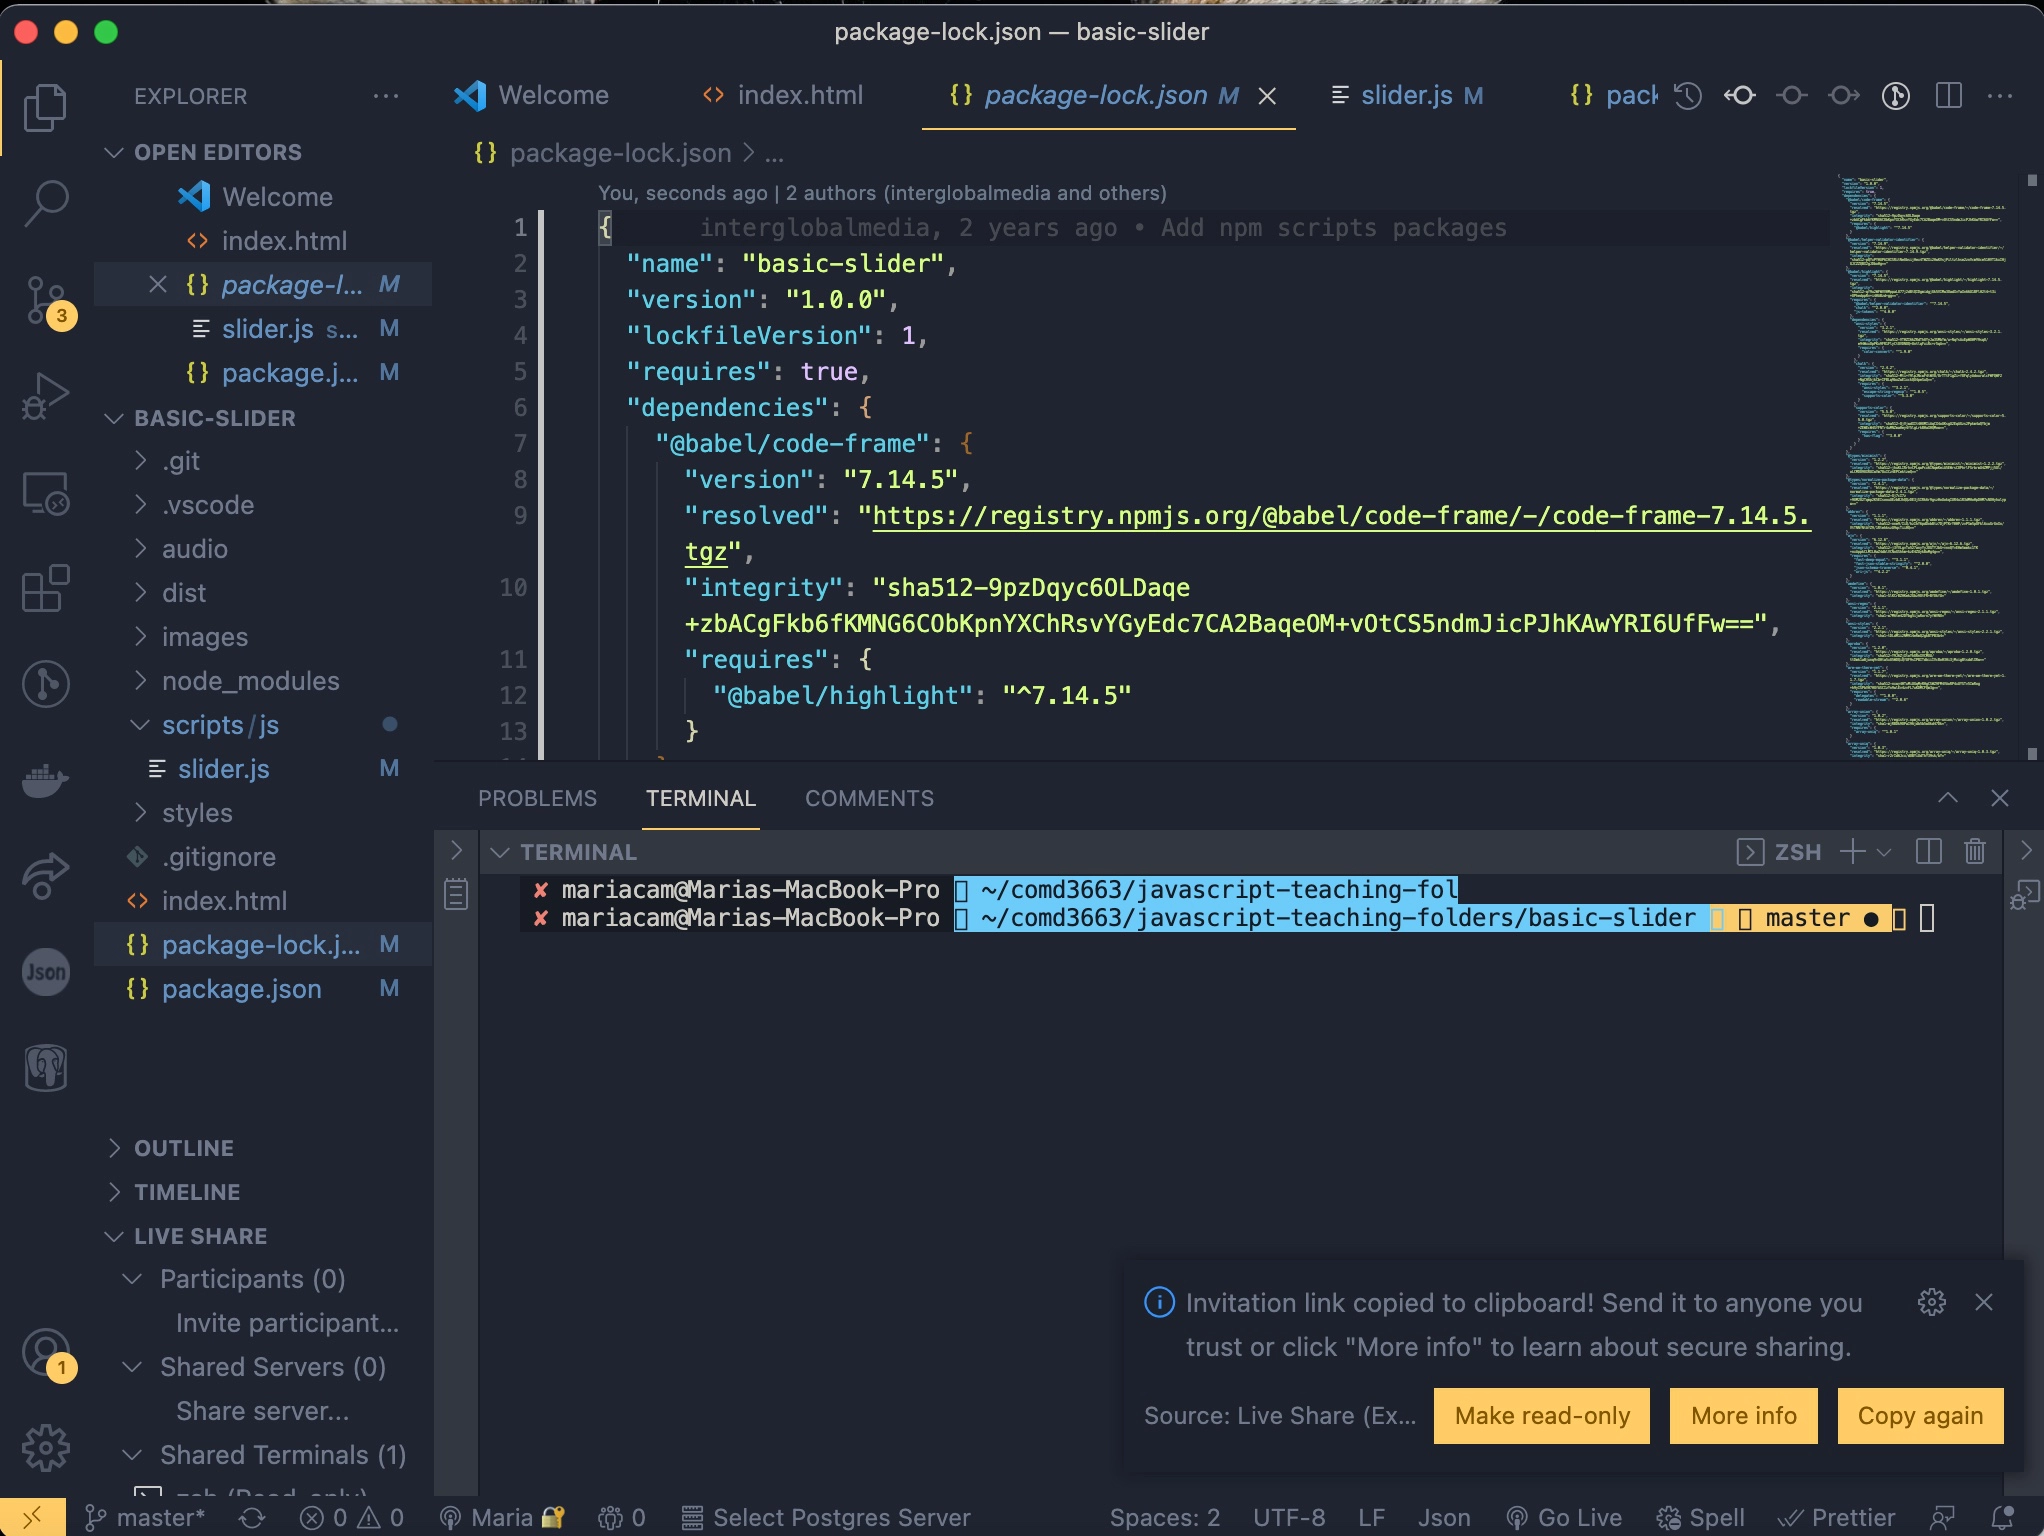 package-lock.json — basic-slider
EXPLORER
Welcome
index.html
package-lock.json M
slider.js M
pack
OPEN EDITORS
Welcome
index.html
package-l... M
slider.js s... M
package.j... M
BASIC-SLIDER
.git
.vscode
audio
dist
images
node_modules
scripts/js
slider.js M
styles
.gitignore
index.html
package-lock.j... M
package.json M
OUTLINE
TIMELINE
LIVE SHARE
Participants (0)
Invite participant...
Shared Servers (0)
Share server...
Shared Terminals (1)
zsh (Read-only)
3
Json
1
package-lock.json > ...
You, seconds ago | 2 authors (interglobalmedia and others)
1 { interglobalmedia, 2 years ago • Add npm scripts packages
2 "name": "basic-slider",
3 "version": "1.0.0",
4 "lockfileVersion": 1,
5 "requires": true,
6 "dependencies": {
7 "@babel/code-frame": {
8 "version": "7.14.5",
9 "resolved": "https://registry.npmjs.org/@babel/code-frame/-/code-frame-7.14.5.
tgz",
10 "integrity": "sha512-9pzDqyc6OLDaqe
+zbACgFkb6fKMNG6CObKpnYXChRsvYGyEdc7CA2BaqeOM+vOtCS5ndmJicPJhKAwYRI6UfFw==",
11 "requires": {
12 "@babel/highlight": "^7.14.5"
13 }
PROBLEMS
TERMINAL
COMMENTS
TERMINAL
ZSH
✘ mariacam@Marias-MacBook-Pro ~/comd3663/javascript-teaching-fol
✘ mariacam@Marias-MacBook-Pro ~/comd3663/javascript-teaching-folders/basic-slider master ●
Invitation link copied to clipboard! Send it to anyone you
trust or click "More info" to learn about secure sharing.
Source: Live Share (Ex...
Make read-only
More info
Copy again
master*
0
0
Maria
0
Select Postgres Server
Spaces: 2
UTF-8
LF
Json
Go Live
Spell
Prettier